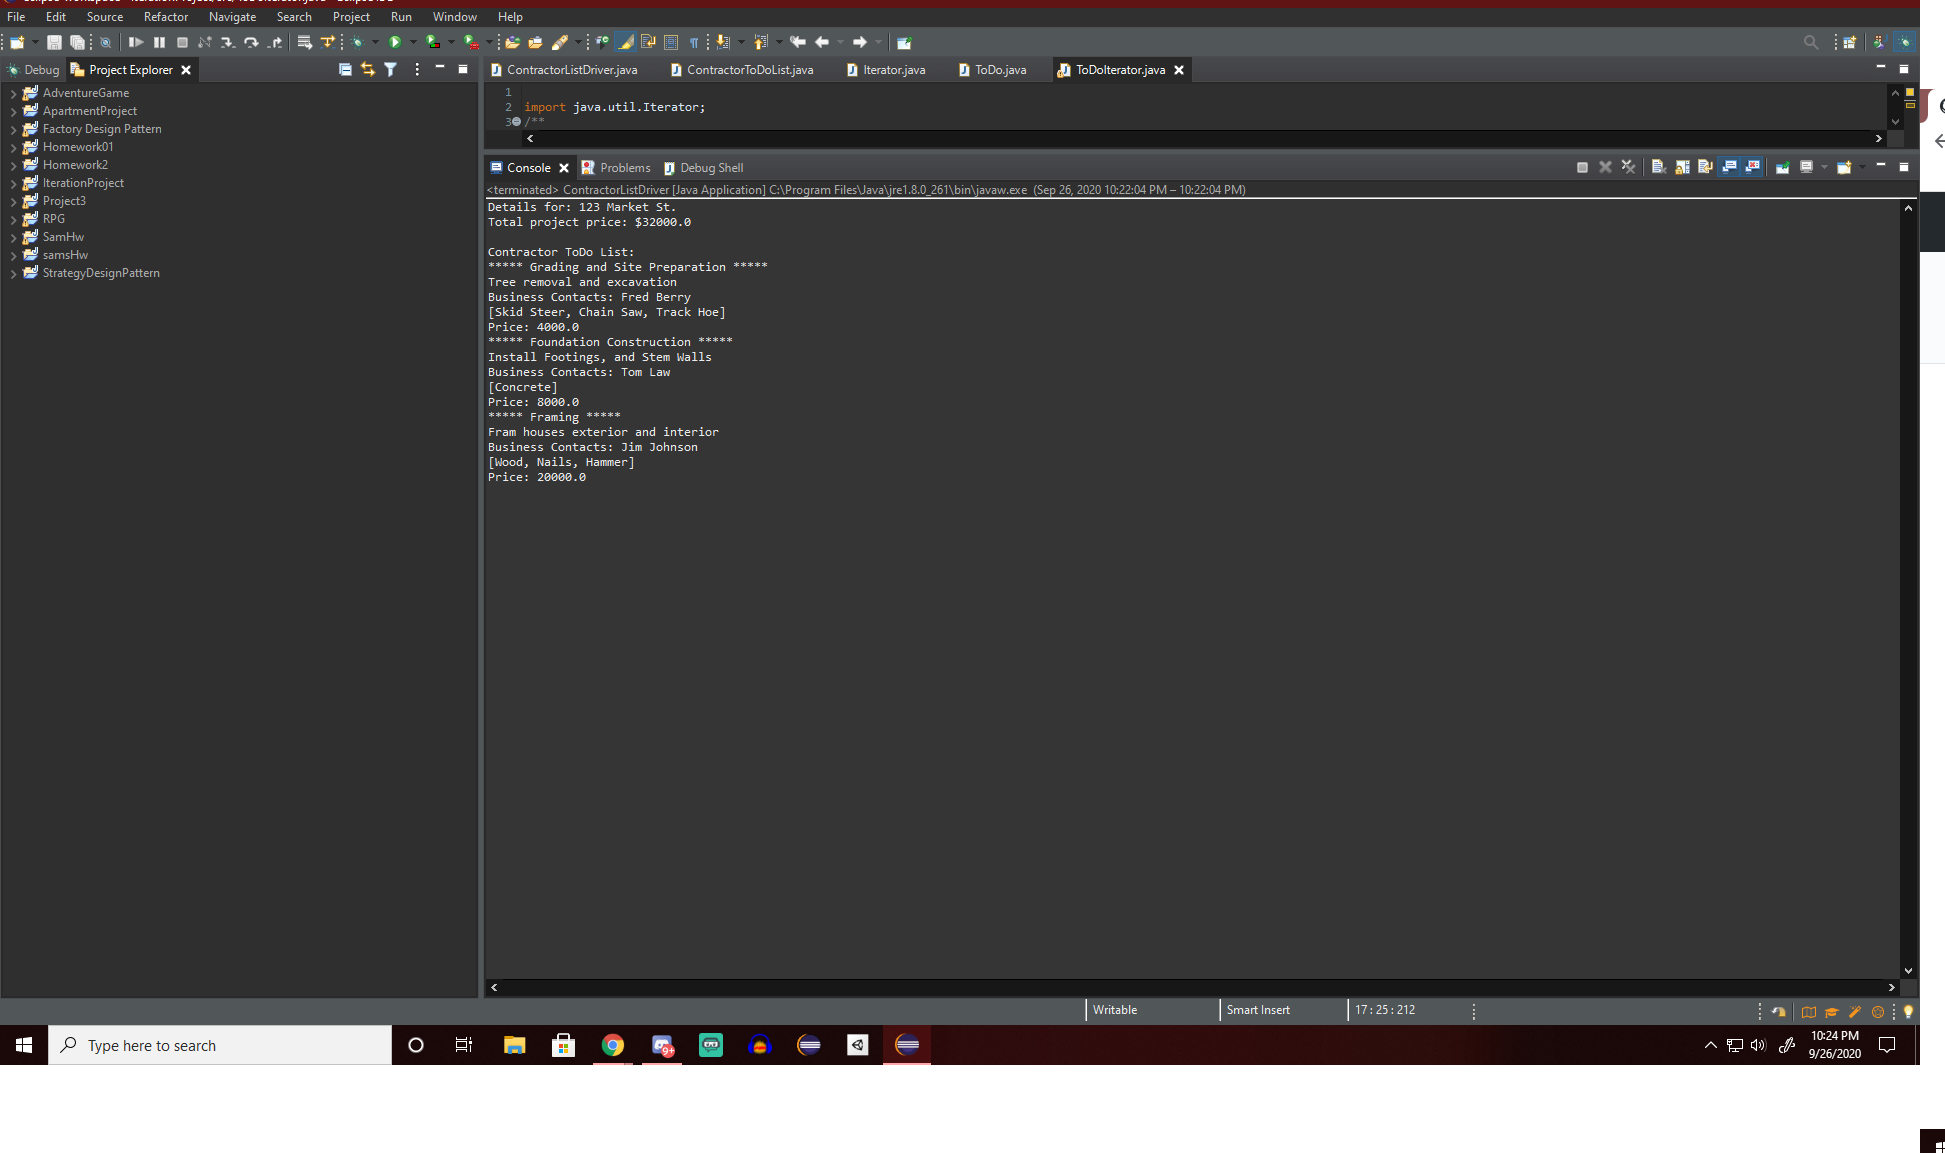 File Edit Source Refactor Navigate Search Project Run Window Help
Debug Project Explorer
AdventureGame
ApartmentProject
Factory Design Pattern
Homework01
Homework2
IterationProject
Project3
RPG
SamHw
samsHw
StrategyDesignPattern
ContractorListDriver.java ContractorToDoList.java Iterator.java ToDo.java ToDoIterator.java
1
2 import java.util.Iterator;
3 /**
Console Problems Debug Shell
<terminated> ContractorListDriver [Java Application] C:\Program Files\Java\jre1.8.0_261\bin\javaw.exe (Sep 26, 2020 10:22:04 PM – 10:22:04 PM)
Details for: 123 Market St.
Total project price: $32000.0
Contractor ToDo List:
***** Grading and Site Preparation *****
Tree removal and excavation
Business Contacts: Fred Berry
[Skid Steer, Chain Saw, Track Hoe]
Price: 4000.0
***** Foundation Construction *****
Install Footings, and Stem Walls
Business Contacts: Tom Law
[Concrete]
Price: 8000.0
***** Framing *****
Fram houses exterior and interior
Business Contacts: Jim Johnson
[Wood, Nails, Hammer]
Price: 20000.0
Writable Smart Insert 17 : 25 : 212
Type here to search
9+
10:24 PM
9/26/2020